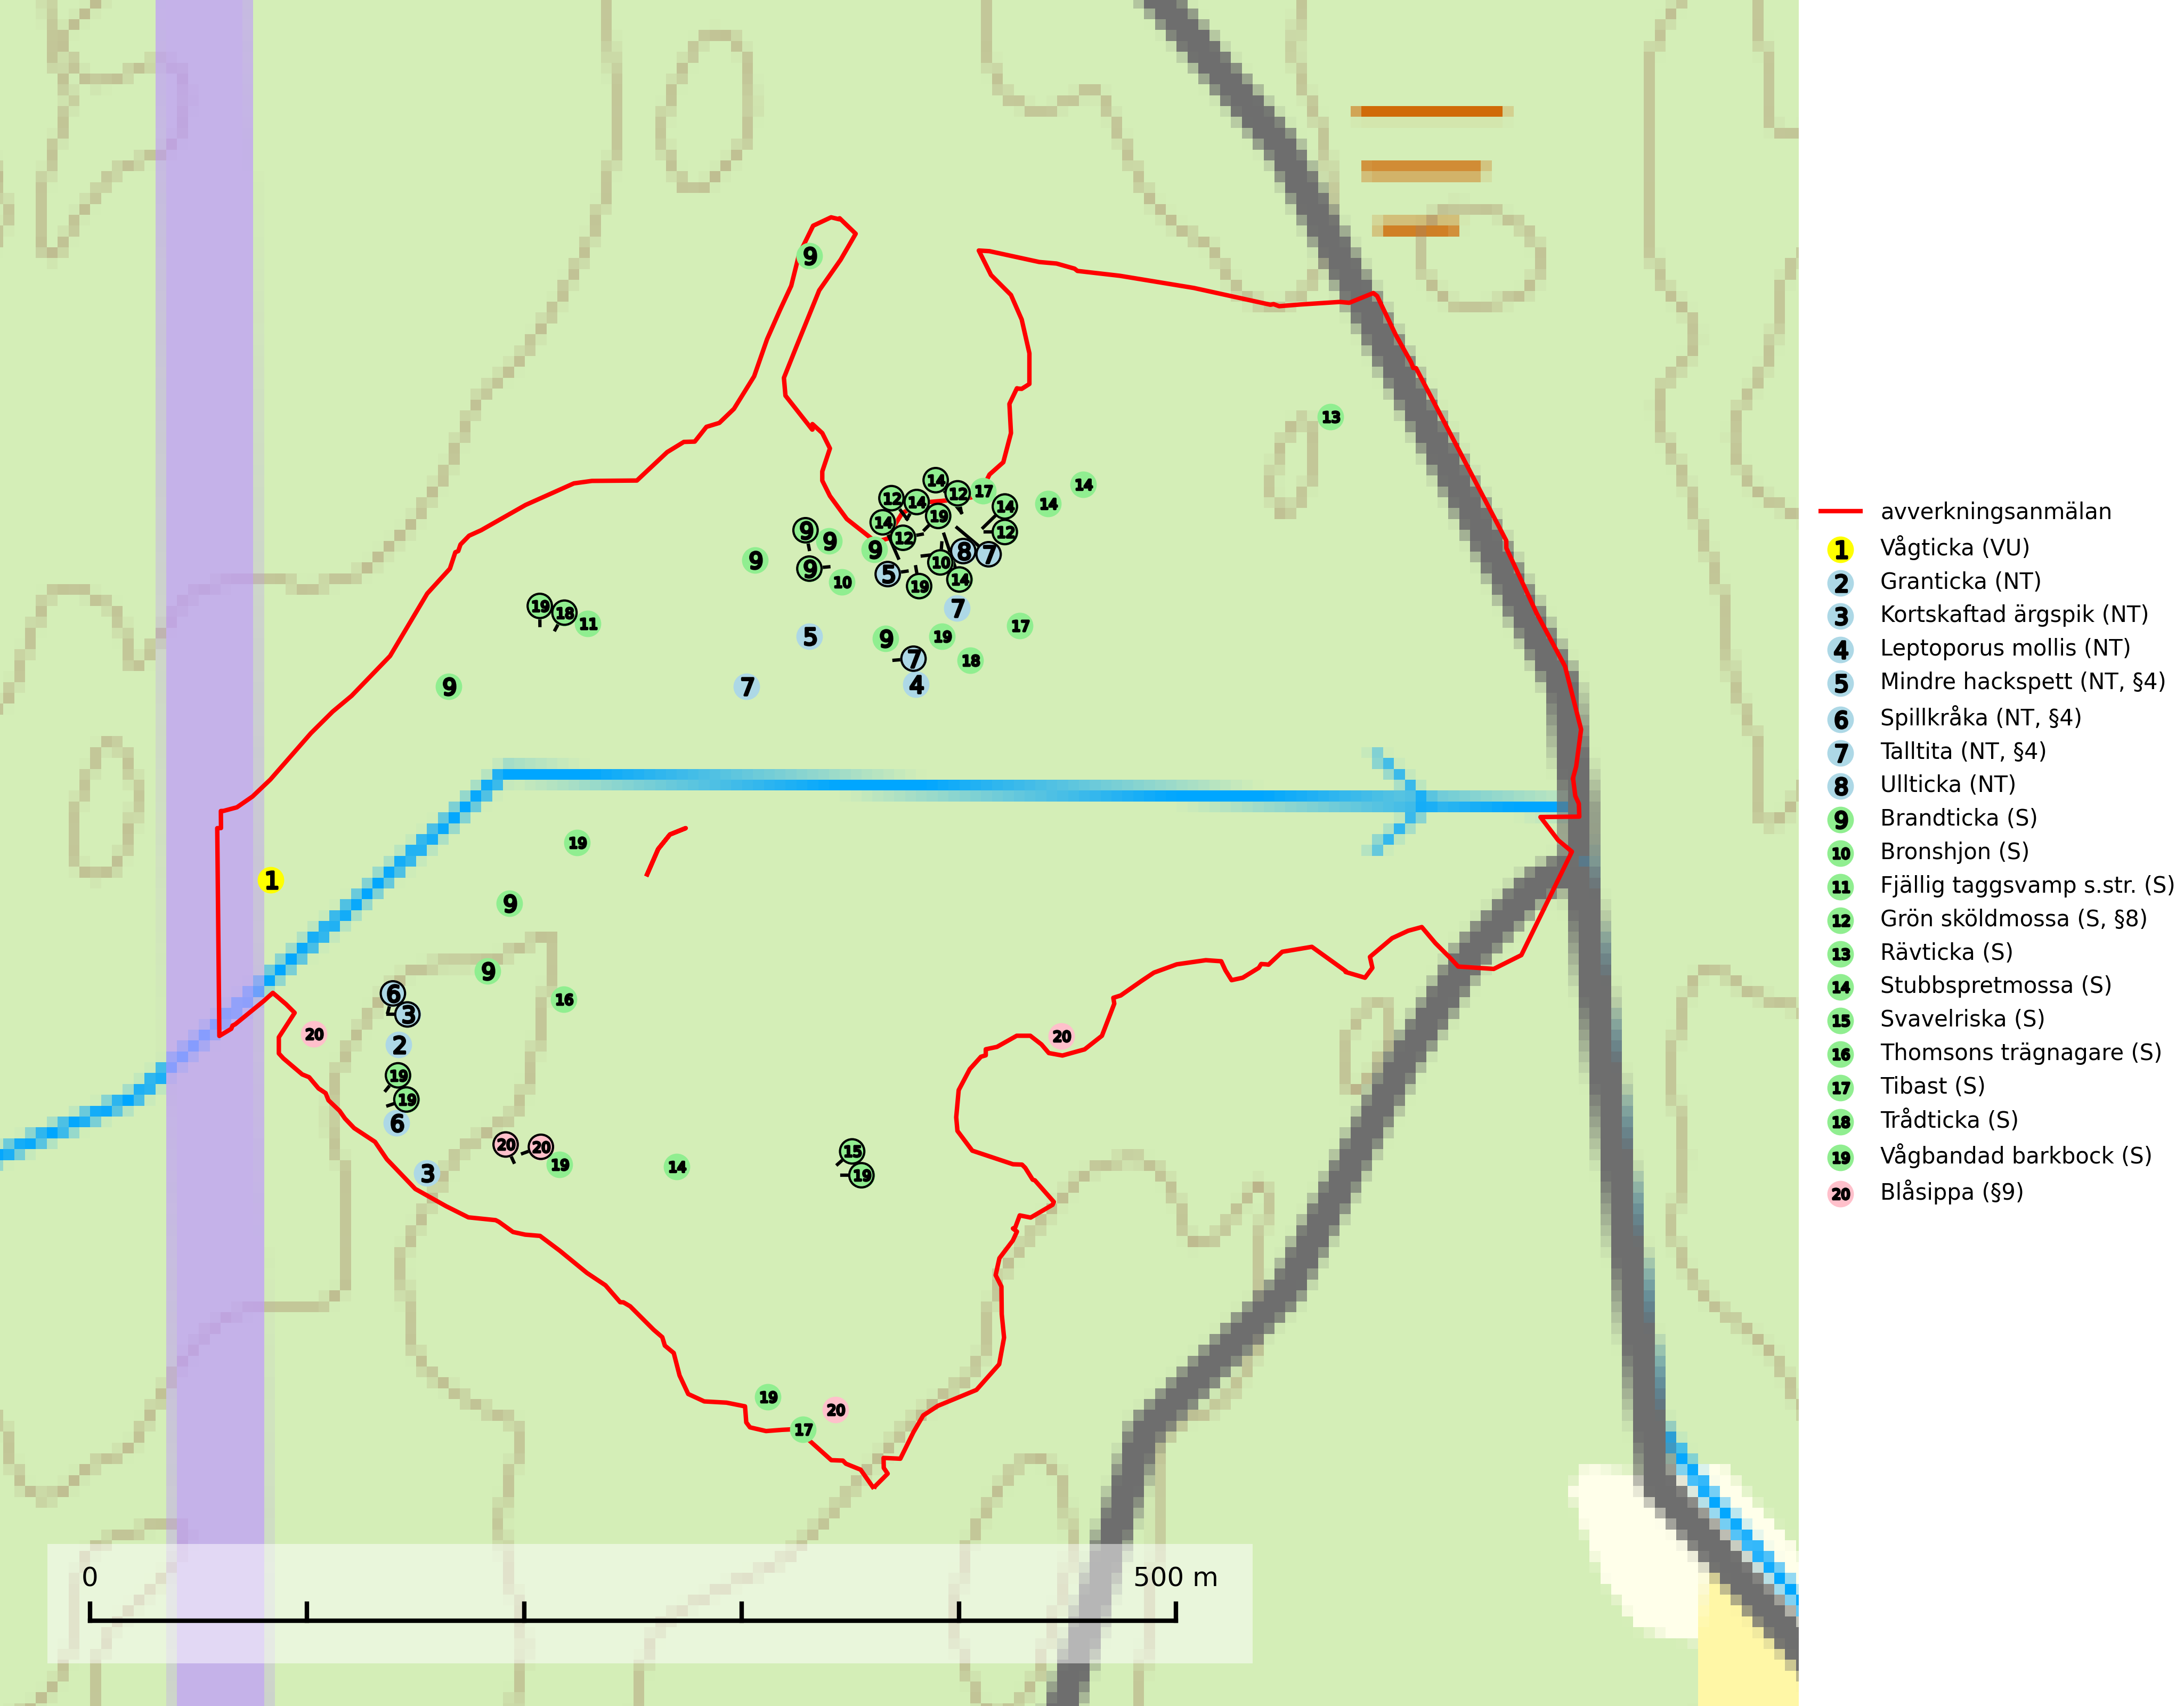 9
13
14
14
12
12
17
14
14
14
14
19
12
9
12
9
9
8
7
9
10
9
5
10
14
19
7
19
18
11
17
5
9
19
7
18
9
7
4
19
1
9
9
6
16
3
20
20
2
19
19
6
20
20
15
19
14
3
19
19
20
17
0
500 m
avverkningsanmälan
1 Vågticka (VU)
2 Granticka (NT)
3 Kortskaftad ärgspik (NT)
4 Leptoporus mollis (NT)
5 Mindre hackspett (NT, §4)
6 Spillkråka (NT, §4)
7 Talltita (NT, §4)
8 Ullticka (NT)
9 Brandticka (S)
10 Bronshjon (S)
11 Fjällig taggsvamp s.str. (S)
12 Grön sköldmossa (S, §8)
13 Rävticka (S)
14 Stubbspretmossa (S)
15 Svavelriska (S)
16 Thomsons trägnagare (S)
17 Tibast (S)
18 Trådticka (S)
19 Vågbandad barkbock (S)
20 Blåsippa (§9)